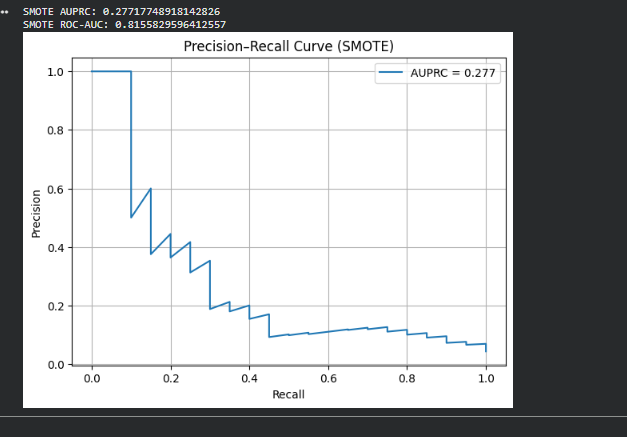 SMOTE AUPRC: 0.27717748918142826
SMOTE ROC-AUC: 0.8155829596412557
Precision–Recall Curve (SMOTE)
AUPRC = 0.277
1.0
0.8
0.6
0.4
0.2
0.0
Precision
0.0 0.2 0.4 0.6 0.8 1.0
Recall